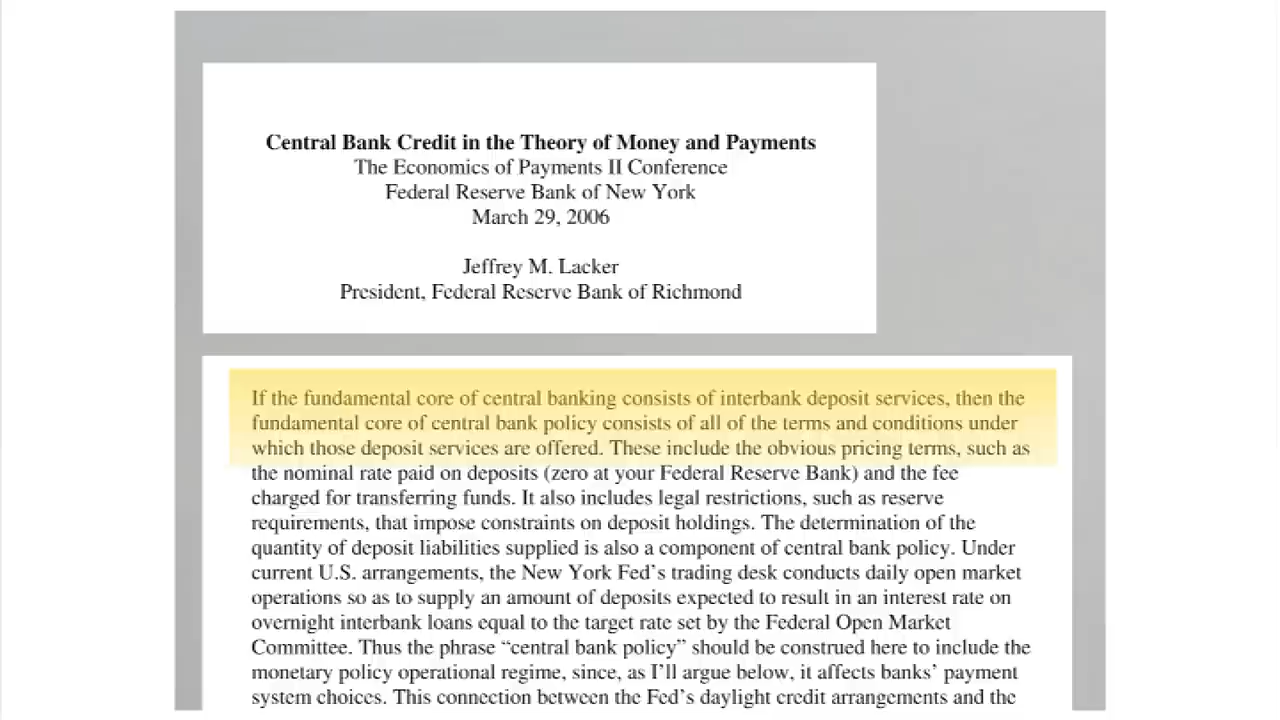 Central Bank Credit in the Theory of Money and Payments
The Economics of Payments II Conference
Federal Reserve Bank of New York
March 29, 2006
Jeffrey M. Lacker
President, Federal Reserve Bank of Richmond
If the fundamental core of central banking consists of interbank deposit services, then the
fundamental core of central bank policy consists of all of the terms and conditions under
which those deposit services are offered. These include the obvious pricing terms, such as
the nominal rate paid on deposits (zero at your Federal Reserve Bank) and the fee
charged for transferring funds. It also includes legal restrictions, such as reserve
requirements, that impose constraints on deposit holdings. The determination of the
quantity of deposit liabilities supplied is also a component of central bank policy. Under
current U.S. arrangements, the New York Fed’s trading desk conducts daily open market
operations so as to supply an amount of deposits expected to result in an interest rate on
overnight interbank loans equal to the target rate set by the Federal Open Market
Committee. Thus the phrase “central bank policy” should be construed here to include the
monetary policy operational regime, since, as I’ll argue below, it affects banks’ payment
system choices. This connection between the Fed’s daylight credit arrangements and the